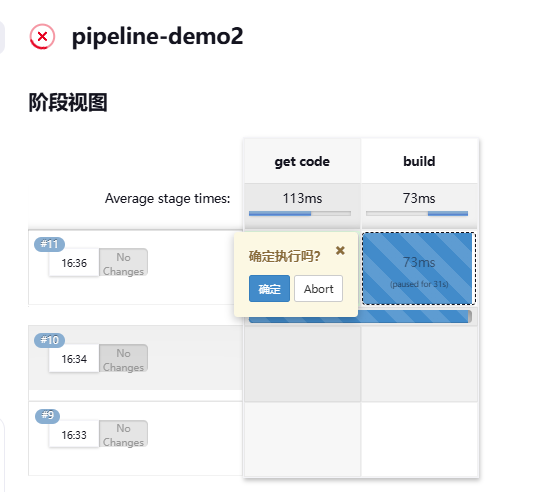 pipeline-demo2
阶段视图
get code
build
Average stage times:
113ms
73ms
#11
16:36
No
Changes
确定执行吗?
确定
Abort
73ms
(paused for 31s)
#10
16:34
No
Changes
#9
16:33
No
Changes